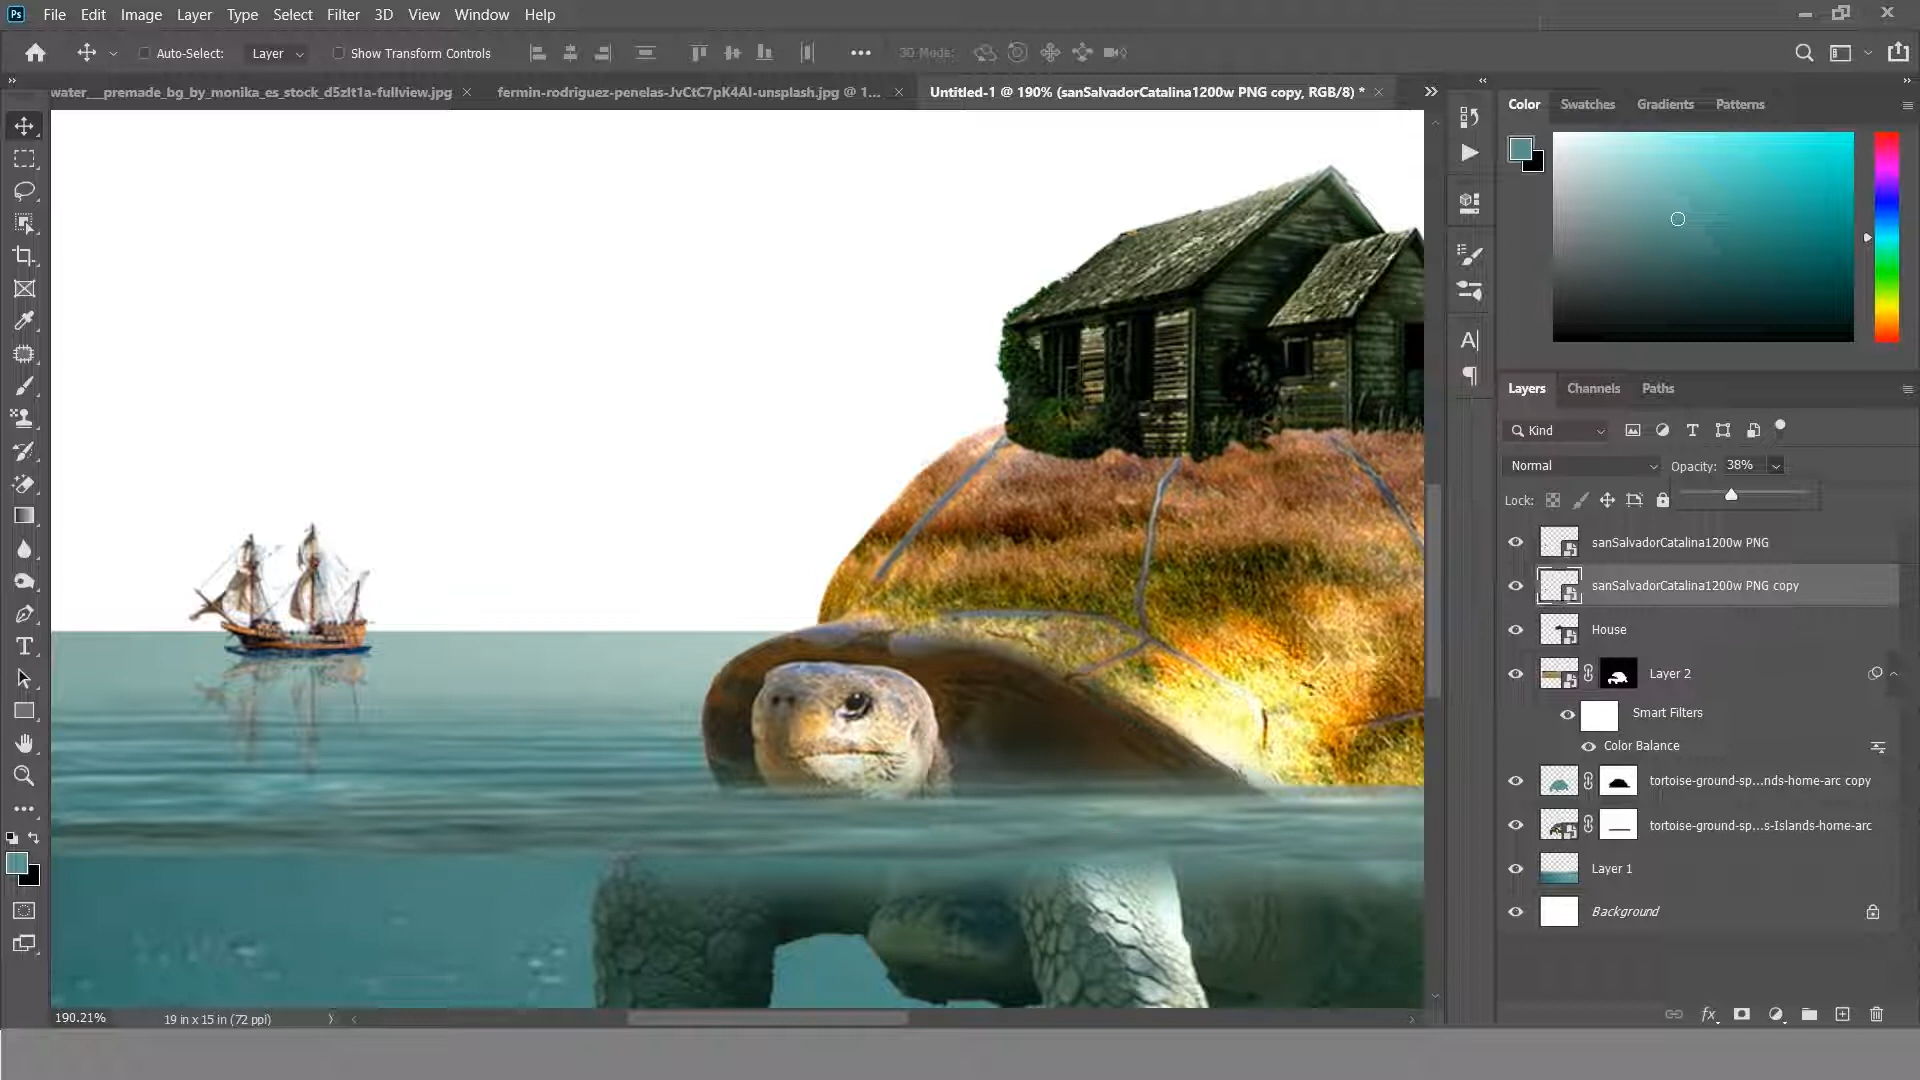 Ps File Edit Image Layer Type Select Filter 3D View Window Help
Auto-Select: Layer Show Transform Controls 3D Mode:
water__premade_bg_by_monika_es_stock_d5zlt1a-fullview.jpg fermin-rodriguez-penelas-JvCtC7pK4AI-unsplash.jpg @ 1... Untitled-1 @ 190% (sanSalvadorCatalina1200w PNG copy, RGB/8) *
Color Swatches Gradients Patterns
Layers Channels Paths
Kind
Normal Opacity: 38%
Lock:
sanSalvadorCatalina1200w PNG
sanSalvadorCatalina1200w PNG copy
House
Layer 2
Smart Filters
Color Balance
tortoise-ground-sp...nds-home-arc copy
tortoise-ground-sp...s-Islands-home-arc
Layer 1
Background
190.21% 19 in x 15 in (72 ppi)